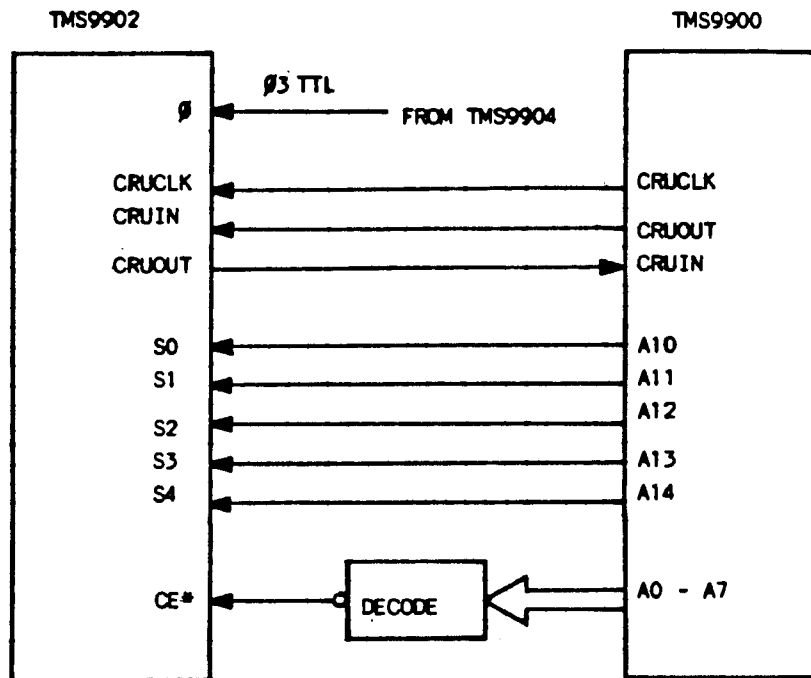 TMS9902
TMS9900
Ø
Ø3 TTL
FROM TMS9904
CRUCLK
CRUCLK
CRUIN
CRUOUT
CRUOUT
CRUIN
S0
A10
S1
A11
S2
A12
S3
A13
S4
A14
CE*
DECODE
A0 - A7